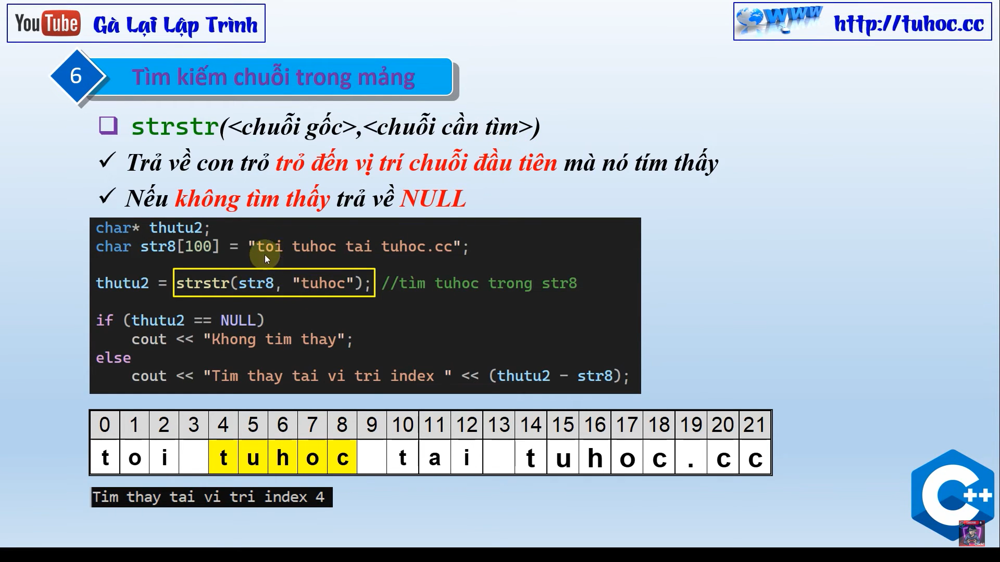 YouTube Gà Lại Lập Trình
WWW http://tuhoc.cc
6 Tìm kiếm chuỗi trong mảng
strstr(<chuỗi gốc>,<chuỗi cần tìm>)
Trả về con trỏ trỏ đến vị trí chuỗi đầu tiên mà nó tím thấy
Nếu không tìm thấy trả về NULL
char* thutu2;
char str8[100] = "toi tuhoc tai tuhoc.cc";
thutu2 = strstr(str8, "tuhoc"); //tìm tuhoc trong str8
if (thutu2 == NULL)
cout << "Khong tim thay";
else
cout << "Tim thay tai vi tri index " << (thutu2 - str8);
0 1 2 3 4 5 6 7 8 9 10 11 12 13 14 15 16 17 18 19 20 21
t o i t u h o c t a i t u h o c . c c
Tim thay tai vi tri index 4
C++